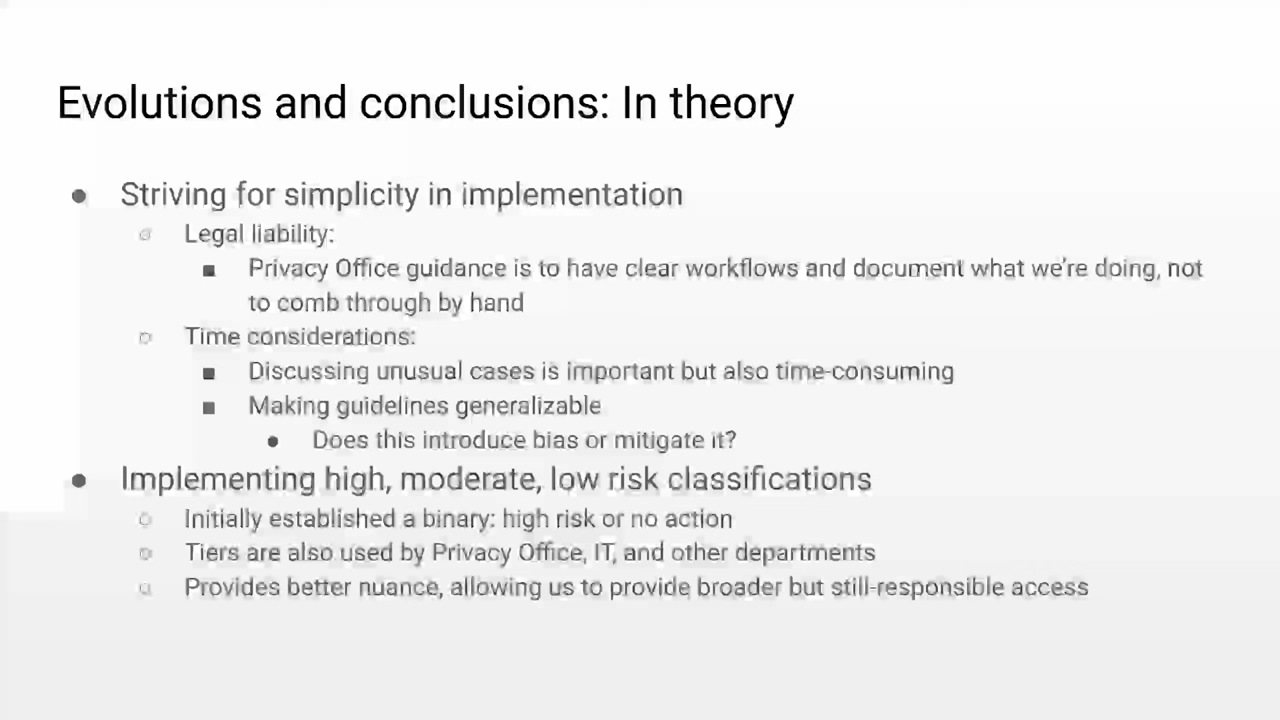 Evolutions and conclusions: In theory
● Striving for simplicity in implementation
○ Legal liability:
■ Privacy Office guidance is to have clear workflows and document what we're doing, not
to comb through by hand
○ Time considerations:
■ Discussing unusual cases is important but also time-consuming
■ Making guidelines generalizable
● Does this introduce bias or mitigate it?
● Implementing high, moderate, low risk classifications
○ Initially established a binary: high risk or no action
○ Tiers are also used by Privacy Office, IT, and other departments
○ Provides better nuance, allowing us to provide broader but still-responsible access